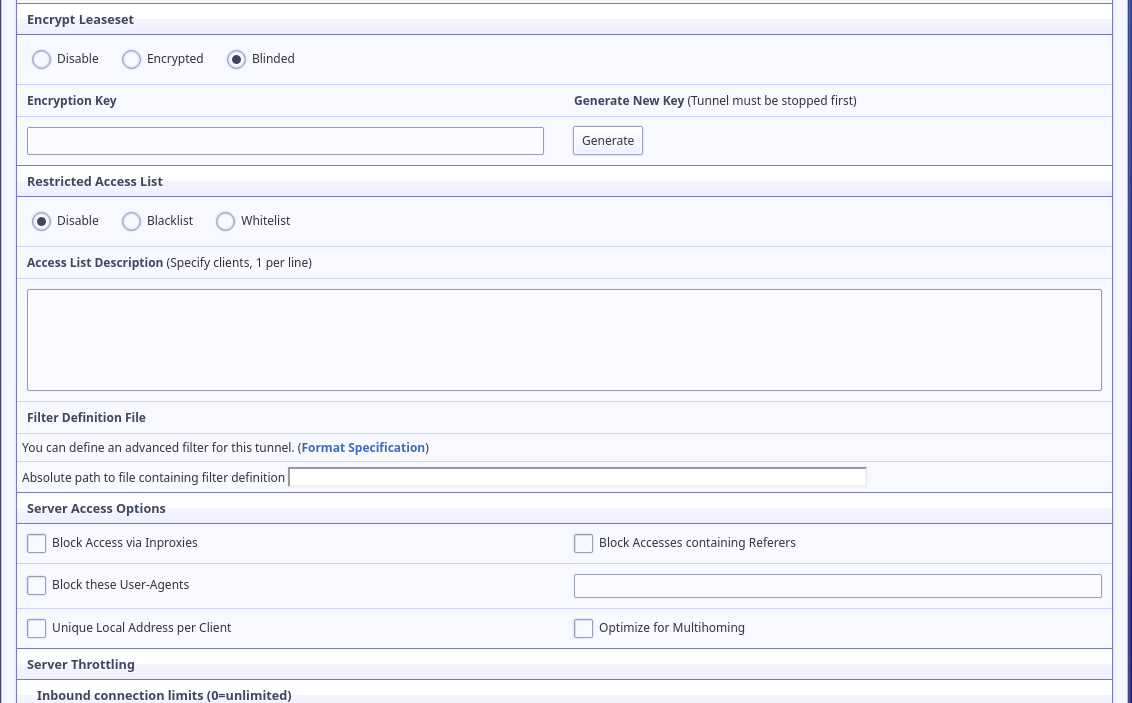 Encrypt Leaseset
Disable Encrypted Blinded
Encryption Key Generate New Key (Tunnel must be stopped first)
Generate
Restricted Access List
Disable Blacklist Whitelist
Access List Description (Specify clients, 1 per line)
Filter Definition File
You can define an advanced filter for this tunnel. (Format Specification)
Absolute path to file containing filter definition
Server Access Options
Block Access via Inproxies Block Accesses containing Referers
Block these User-Agents
Unique Local Address per Client Optimize for Multihoming
Server Throttling
Inbound connection limits (0=unlimited)